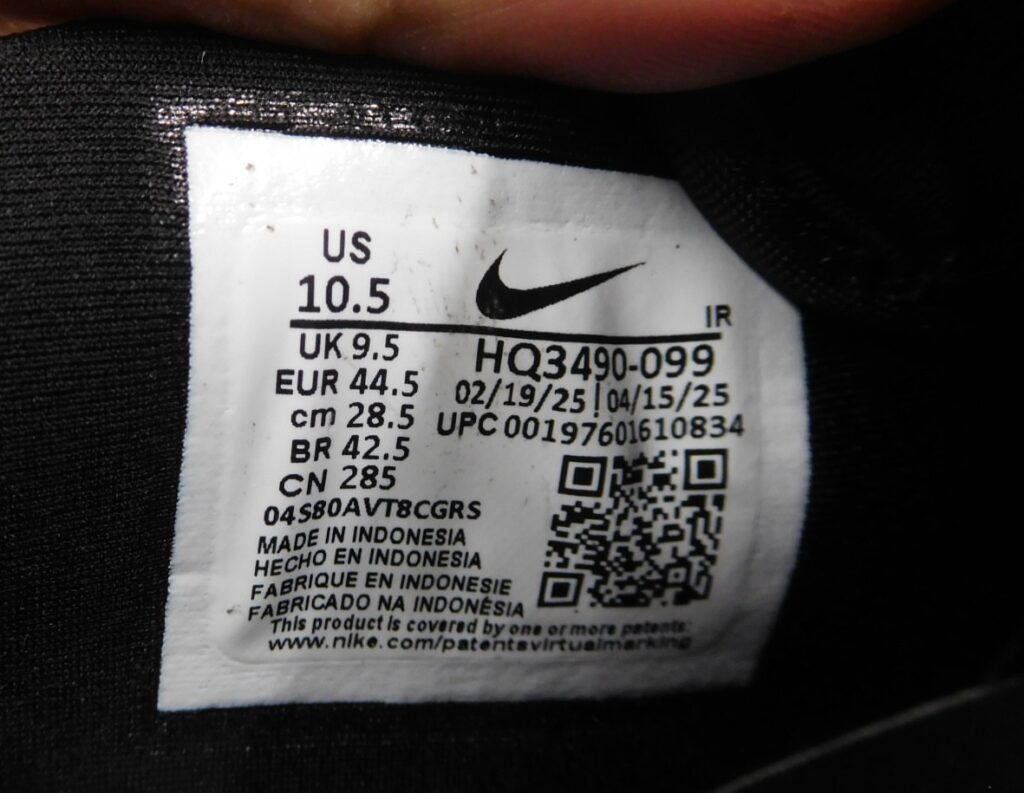 US
10.5
IR
UK 9.5
EUR 44.5
cm 28.5
BR 42.5
CN 285
HQ3490-099
02/19/25 | 04/15/25
UPC 00197601610834
04S80AVT8CGRS
MADE IN INDONESIA
HECHO EN INDONESIA
FABRIQUE EN INDONESIE
FABRICADO NA INDONÉSIA
This product is covered by one or more patents:
www.nike.com/patentsvirtualmarking